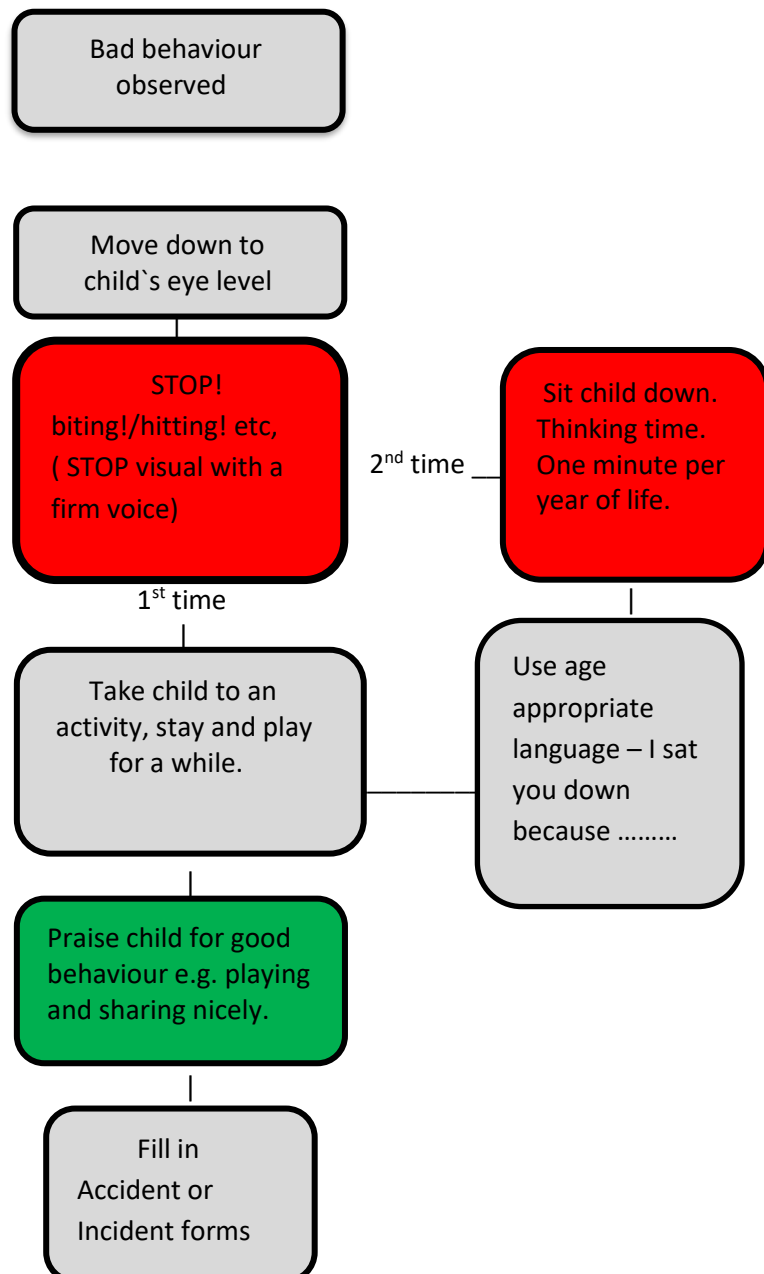 Bad behaviour
observed
Move down to
child`s eye level
STOP!
biting!/hitting! etc,
( STOP visual with a
firm voice)
2nd time
Sit child down.
Thinking time.
One minute per
year of life.
1st time
Take child to an
activity, stay and play
for a while.
Use age
appropriate
language – I sat
you down
because ………
Praise child for good
behaviour e.g. playing
and sharing nicely.
Fill in
Accident or
Incident forms